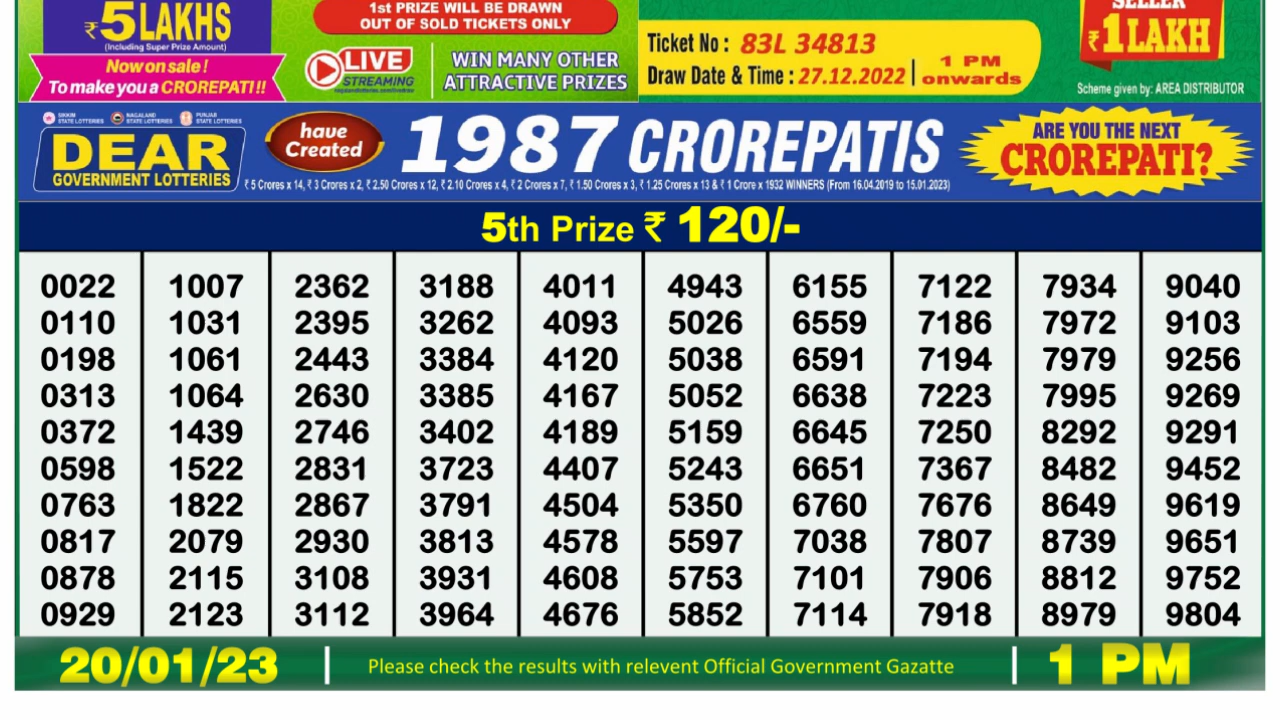 ₹5 LAKHS
(Including Super Prize Amount)
Now on sale !
To make you a CROREPATI !!
1st PRIZE WILL BE DRAWN
OUT OF SOLD TICKETS ONLY
LIVE
STREAMING
WIN MANY OTHER
ATTRACTIVE PRIZES
Ticket No : 83L 34813
Draw Date & Time : 27.12.2022 | 1 PM onwards
SELLER
₹1 LAKH
Scheme given by: AREA DISTRIBUTOR
SIKKIM STATE LOTTERIES NAGALAND STATE LOTTERIES PUNJAB STATE LOTTERIES
DEAR
GOVERNMENT LOTTERIES
have
Created
1987 CROREPATIS
₹ 5 Crores x 14, ₹ 3 Crores x 2, ₹ 2.50 Crores x 12, ₹ 2.10 Crores x 4, ₹ 2 Crores x 7, ₹ 1.50 Crores x 3, ₹ 1.25 Crores x 13 & ₹ 1 Crore x 1932 WINNERS (From 16.04.2019 to 15.01.2023)
ARE YOU THE NEXT
CROREPATI?
5th Prize ₹ 120/-
0022 1007 2362 3188 4011 4943 6155 7122 7934 9040
0110 1031 2395 3262 4093 5026 6559 7186 7972 9103
0198 1061 2443 3384 4120 5038 6591 7194 7979 9256
0313 1064 2630 3385 4167 5052 6638 7223 7995 9269
0372 1439 2746 3402 4189 5159 6645 7250 8292 9291
0598 1522 2831 3723 4407 5243 6651 7367 8482 9452
0763 1822 2867 3791 4504 5350 6760 7676 8649 9619
0817 2079 2930 3813 4578 5597 7038 7807 8739 9651
0878 2115 3108 3931 4608 5753 7101 7906 8812 9752
0929 2123 3112 3964 4676 5852 7114 7918 8979 9804
20/01/23 | Please check the results with relevent Official Government Gazatte | 1 PM